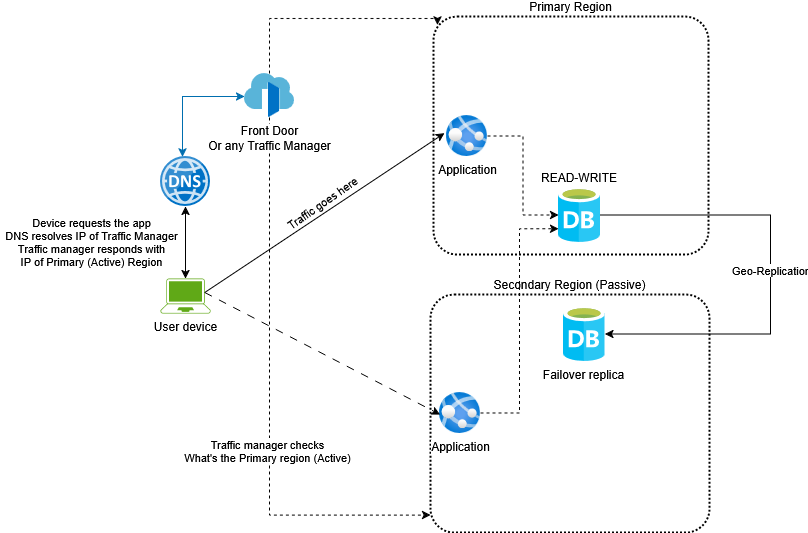 Primary Region
Front Door
Or any Traffic Manager
Application
READ-WRITE
DB
DNS
Traffic goes here
Device requests the app
DNS resolves IP of Traffic Manager
Traffic manager responds with
IP of Primary (Active) Region
User device
Geo-Replication
Secondary Region (Passive)
DB
Failover replica
Application
Traffic manager checks
What's the Primary region (Active)